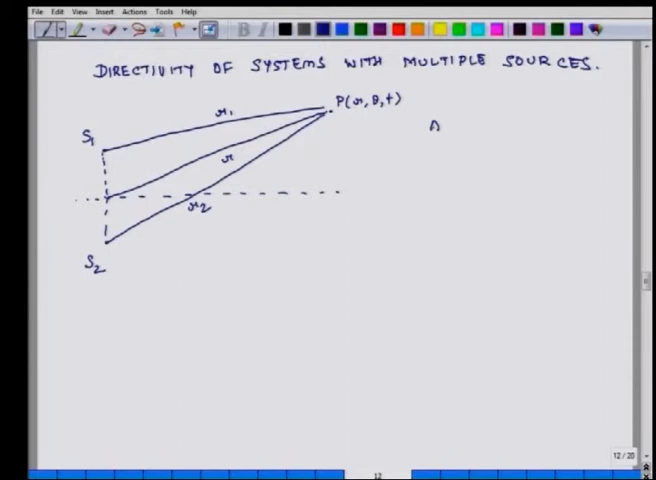 File Edit View Insert Actions Tools Help
DIRECTIVITY OF SYSTEMS WITH MULTIPLE SOURCES.
P(r, θ, t)
r₁
S₁
r
r₂
S₂
12 / 20
12